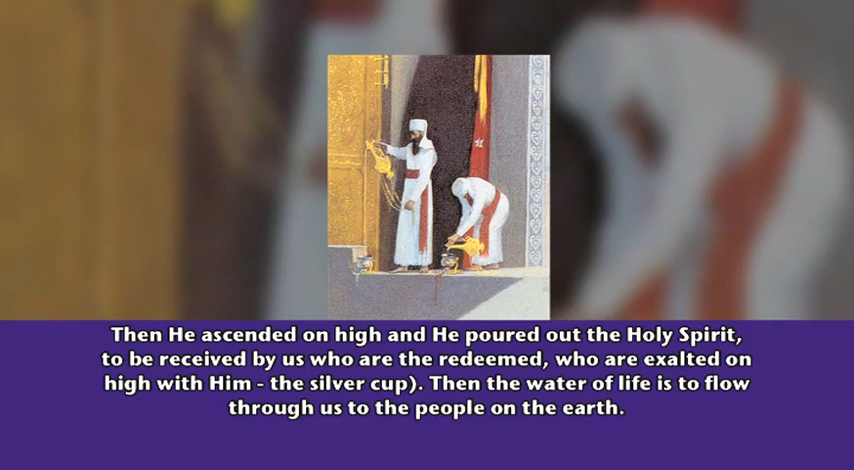 Then He ascended on high and He poured out the Holy Spirit,
to be received by us who are the redeemed, who are exalted on
high with Him - the silver cup). Then the water of life is to flow
through us to the people on the earth.